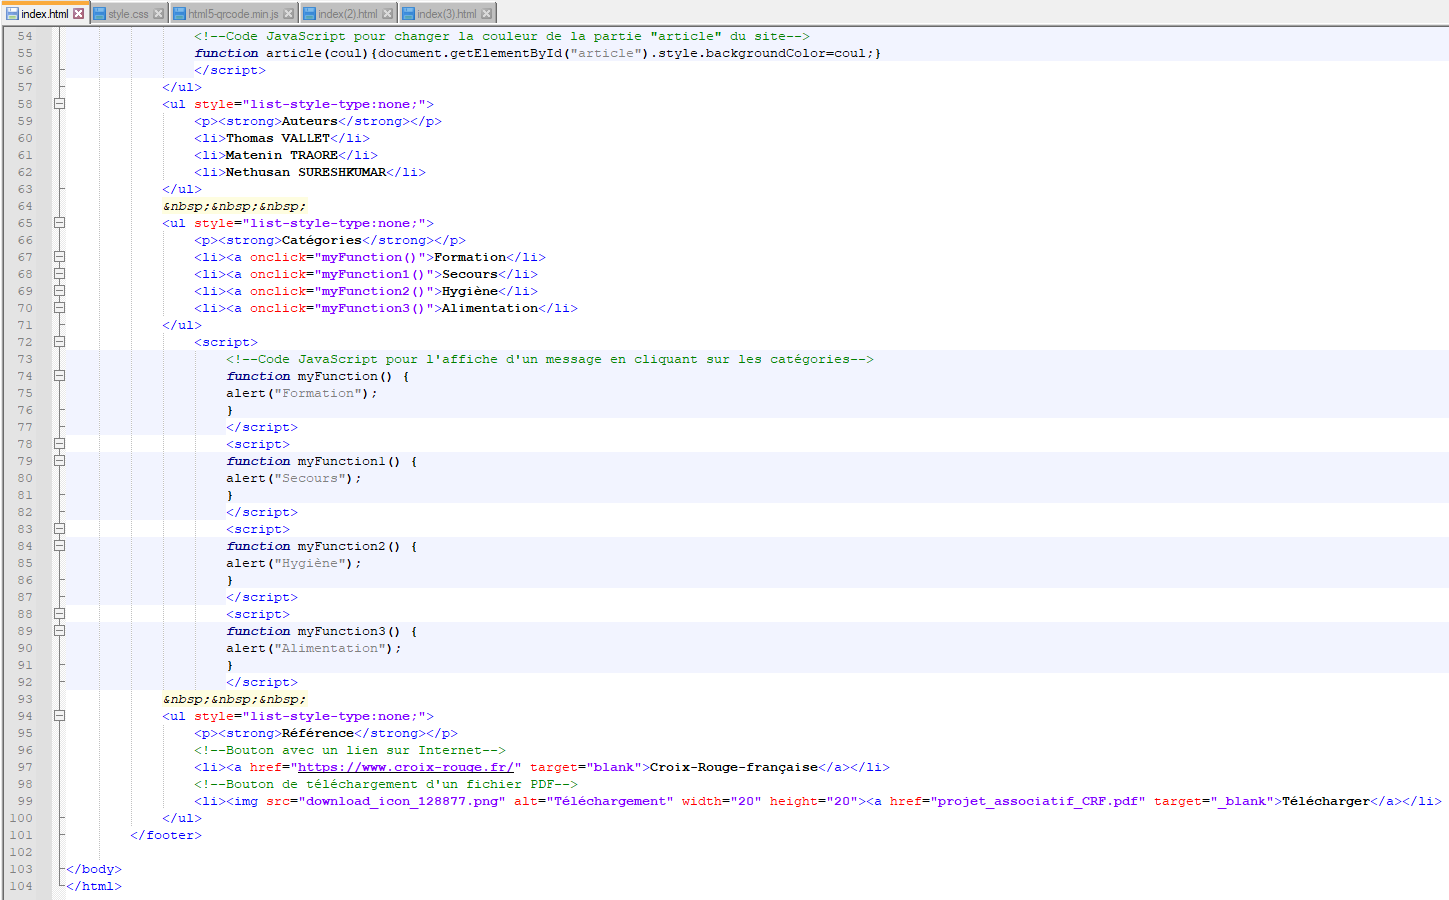 index.html style.css html5-qrcode.min.js index(2).html index(3).html
54 <!--Code JavaScript pour changer la couleur de la partie "article" du site-->
55 function article(coul){document.getElementById("article").style.backgroundColor=coul;}
56 </script>
57 </ul>
58 <ul style="list-style-type:none;">
59 <p><strong>Auteurs</strong></p>
60 <li>Thomas VALLET</li>
61 <li>Matenin TRAORE</li>
62 <li>Nethusan SURESHKUMAR</li>
63 </ul>
64 &nbsp;&nbsp;&nbsp;
65 <ul style="list-style-type:none;">
66 <p><strong>Catégories</strong></p>
67 <li><a onclick="myFunction()">Formation</li>
68 <li><a onclick="myFunction1()">Secours</li>
69 <li><a onclick="myFunction2()">Hygiène</li>
70 <li><a onclick="myFunction3()">Alimentation</li>
71 </ul>
72 <script>
73 <!--Code JavaScript pour l'affiche d'un message en cliquant sur les catégories-->
74 function myFunction() {
75 alert("Formation");
76 }
77 </script>
78 <script>
79 function myFunction1() {
80 alert("Secours");
81 }
82 </script>
83 <script>
84 function myFunction2() {
85 alert("Hygiène");
86 }
87 </script>
88 <script>
89 function myFunction3() {
90 alert("Alimentation");
91 }
92 </script>
93 &nbsp;&nbsp;&nbsp;
94 <ul style="list-style-type:none;">
95 <p><strong>Référence</strong></p>
96 <!--Bouton avec un lien sur Internet-->
97 <li><a href="https://www.croix-rouge.fr/" target="blank">Croix-Rouge-française</a></li>
98 <!--Bouton de téléchargement d'un fichier PDF-->
99 <li><img src="download_icon_128877.png" alt="Téléchargement" width="20" height="20"><a href="projet_associatif_CRF.pdf" target="_blank">Télécharger</a></li>
100 </ul>
101 </footer>
102
103 </body>
104 </html>